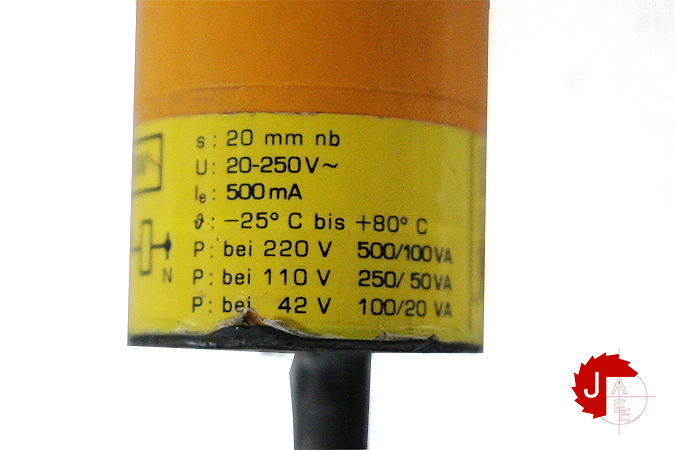 s: 20 mm nb
U: 20-250V~
Ie: 500mA
ϑ: -25° C bis +80° C
P: bei 220 V 500/100VA
P: bei 110 V 250/ 50VA
P: bei 42 V 100/20 VA
N
J
A